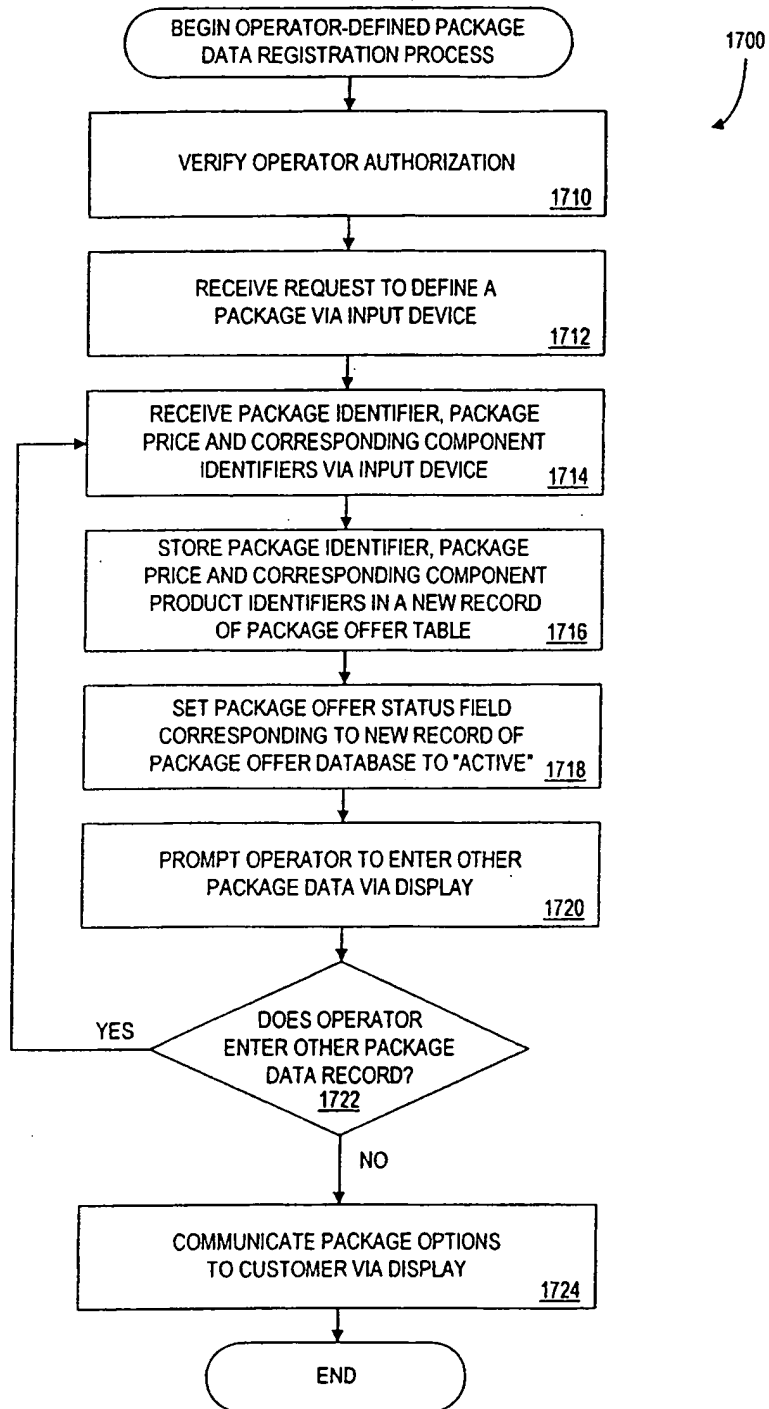 BEGIN OPERATOR-DEFINED PACKAGE
DATA REGISTRATION PROCESS
1700
VERIFY OPERATOR AUTHORIZATION
1710
RECEIVE REQUEST TO DEFINE A
PACKAGE VIA INPUT DEVICE
1712
RECEIVE PACKAGE IDENTIFIER, PACKAGE
PRICE AND CORRESPONDING COMPONENT
IDENTIFIERS VIA INPUT DEVICE
1714
STORE PACKAGE IDENTIFIER, PACKAGE
PRICE AND CORRESPONDING COMPONENT
PRODUCT IDENTIFIERS IN A NEW RECORD
OF PACKAGE OFFER TABLE
1716
SET PACKAGE OFFER STATUS FIELD
CORRESPONDING TO NEW RECORD OF
PACKAGE OFFER DATABASE TO "ACTIVE"
1718
PROMPT OPERATOR TO ENTER OTHER
PACKAGE DATA VIA DISPLAY
1720
YES
DOES OPERATOR
ENTER OTHER PACKAGE
DATA RECORD?
1722
NO
COMMUNICATE PACKAGE OPTIONS
TO CUSTOMER VIA DISPLAY
1724
END